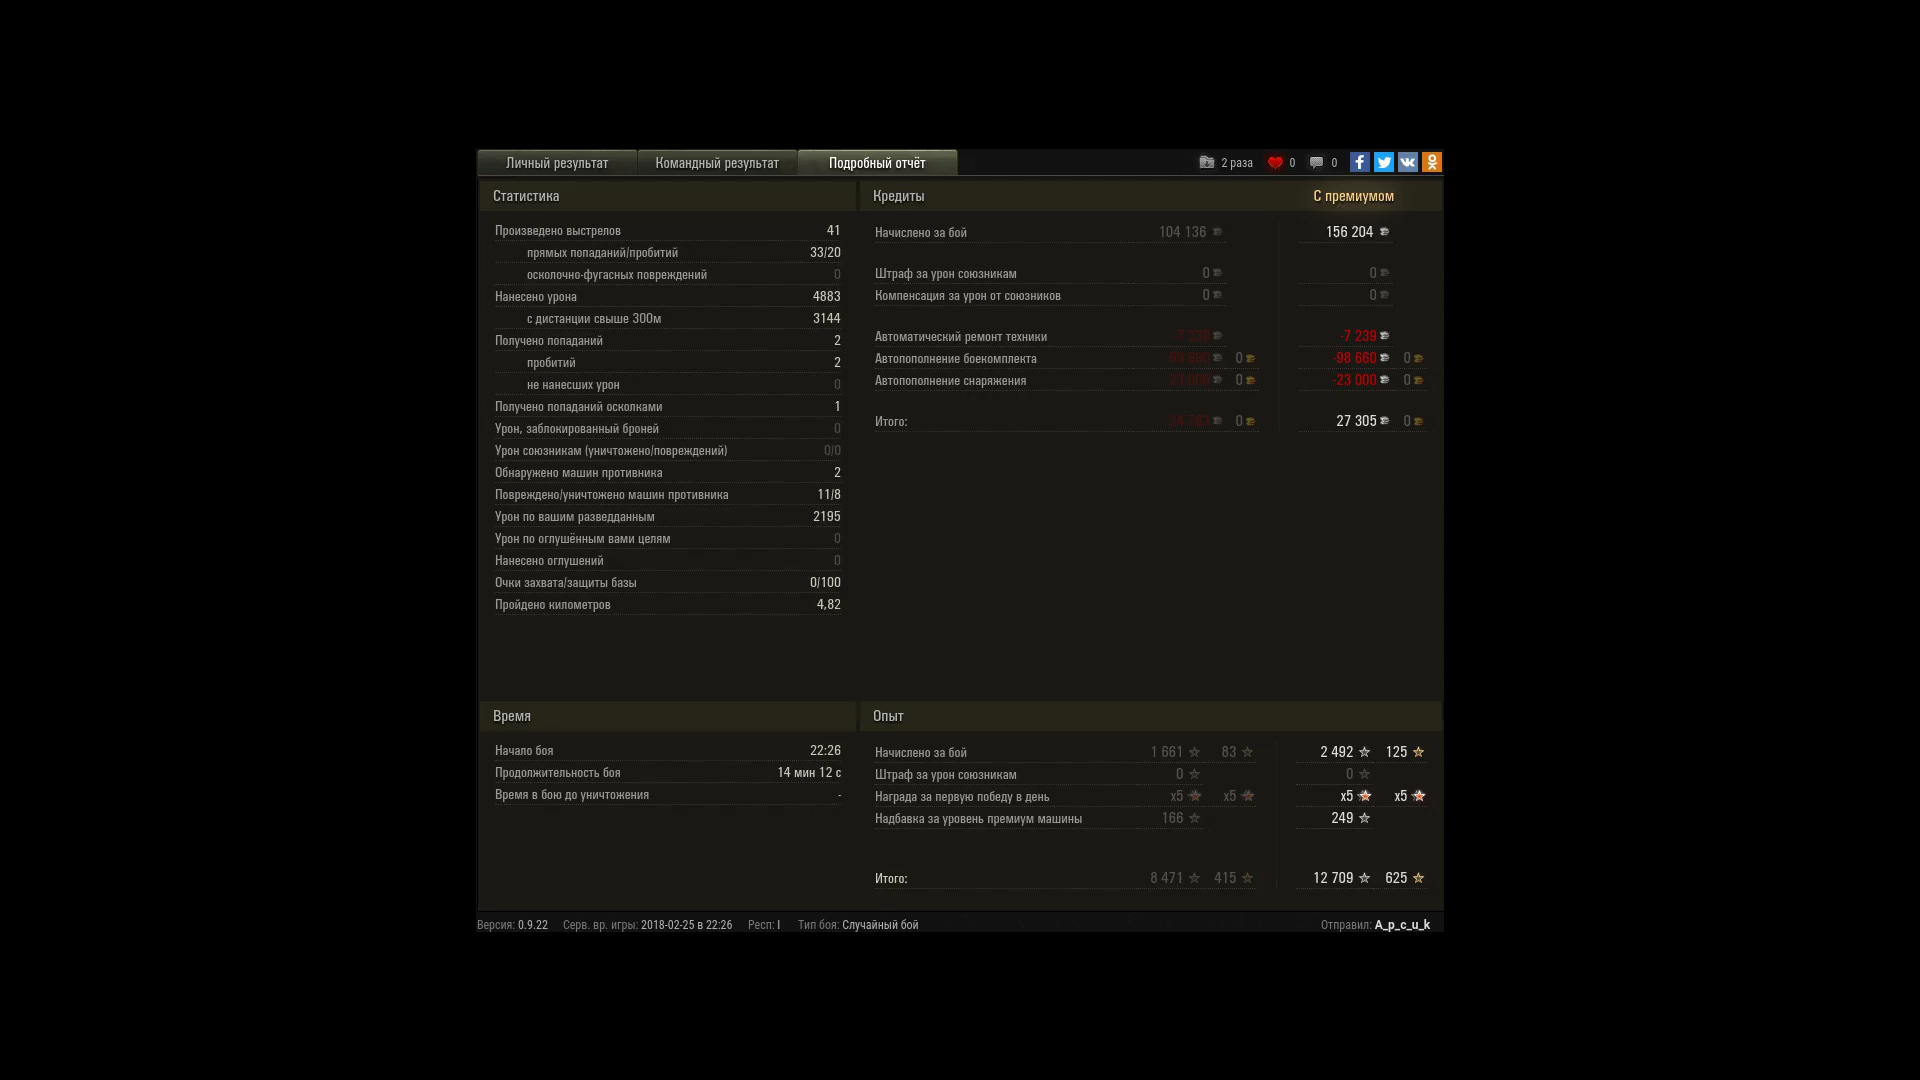 Личный результат Командный результат Подробный отчёт 2 раза 0 0
Статистика
Произведено выстрелов 41
прямых попаданий/пробитий 33/20
осколочно-фугасных повреждений 0
Нанесено урона 4883
с дистанции свыше 300м 3144
Получено попаданий 2
пробитий 2
не нанесших урон 0
Получено попаданий осколками 1
Урон, заблокированный броней 0
Урон союзникам (уничтожено/повреждений) 0/0
Обнаружено машин противника 2
Повреждено/уничтожено машин противника 11/8
Урон по вашим разведданным 2195
Урон по оглушённым вами целям 0
Нанесено оглушений 0
Очки захвата/защиты базы 0/100
Пройдено километров 4,82
Кредиты С премиумом
Начислено за бой 104 136 156 204
Штраф за урон союзникам 0 0
Компенсация за урон от союзников 0 0
Автоматический ремонт техники -7 239 -7 239
Автопополнение боекомплекта 0 -98 660 0
Автопополнение снаряжения 0 -23 000 0
Итого: 0 27 305 0
Время
Начало боя 22:26
Продолжительность боя 14 мин 12 с
Время в бою до уничтожения -
Опыт
Начислено за бой 1 661 83 2 492 125
Штраф за урон союзникам 0 0
Награда за первую победу в день x5 x5 x5 x5
Надбавка за уровень премиум машины 166 249
Итого: 8 471 415 12 709 625
Версия: 0.9.22 Серв. вр. игры: 2018-02-25 в 22:26 Респ: I Тип боя: Случайный бой Отправил: A_p_c_u_k